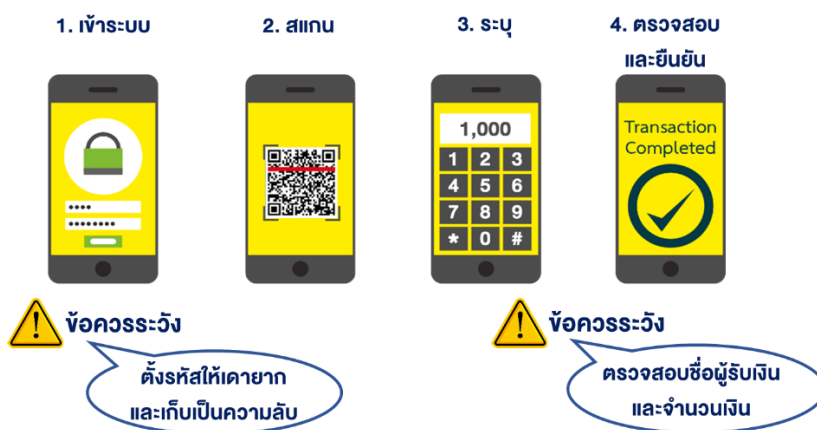 1. เข้าระบบ
2. สแกน
3. ระบุ
4. ตรวจสอบ
และยืนยัน
1,000
1 2 3
4 5 6
7 8 9
* 0 #
Transaction
Completed
ข้อควรระวัง
ตั้งรหัสให้เดายาก
และเก็บเป็นความลับ
ข้อควรระวัง
ตรวจสอบชื่อผู้รับเงิน
และจำนวนเงิน